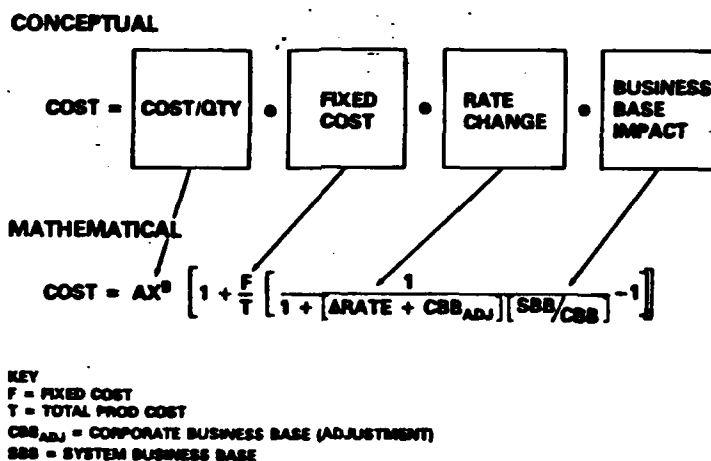 CONCEPTUAL
COST = COST/QTY • FIXED COST • RATE CHANGE • BUSINESS BASE IMPACT
MATHEMATICAL
COST = AX^B [1 + F/T [1/(1 + [ΔRATE + CBB_ADJ][SBB/CBB]) - 1]]
KEY
F = FIXED COST
T = TOTAL PROD COST
CBB_ADJ = CORPORATE BUSINESS BASE (ADJUSTMENT)
SBB = SYSTEM BUSINESS BASE